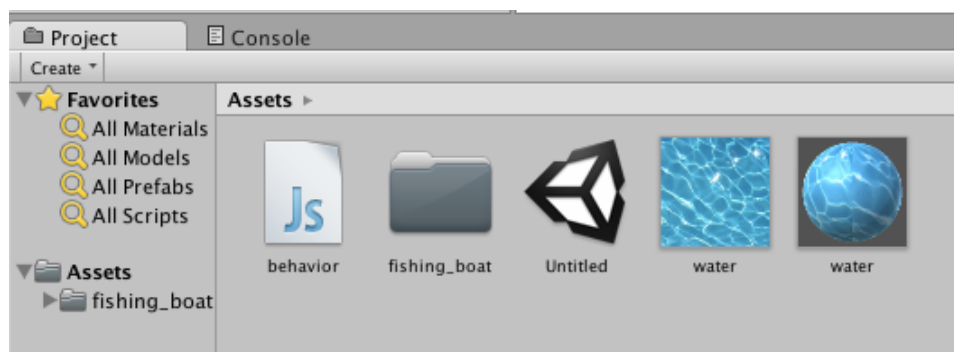 Project
Console
Create
Favorites
All Materials
All Models
All Prefabs
All Scripts
Assets
fishing_boat
Assets
Js
behavior
fishing_boat
Untitled
water
water